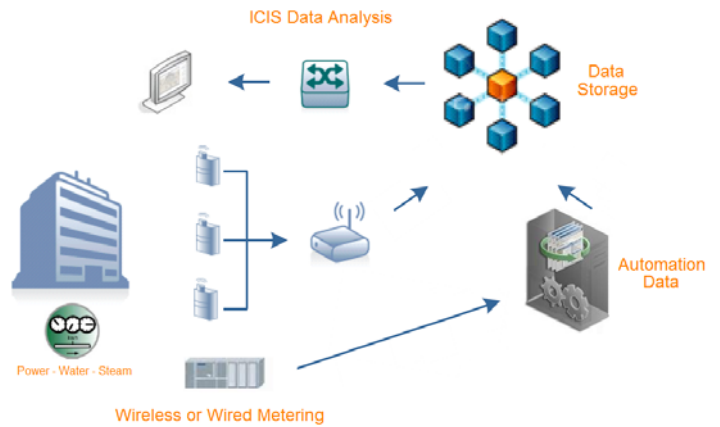 ICIS Data Analysis
Data
Storage
Automation
Data
Power - Water - Steam
Wireless or Wired Metering